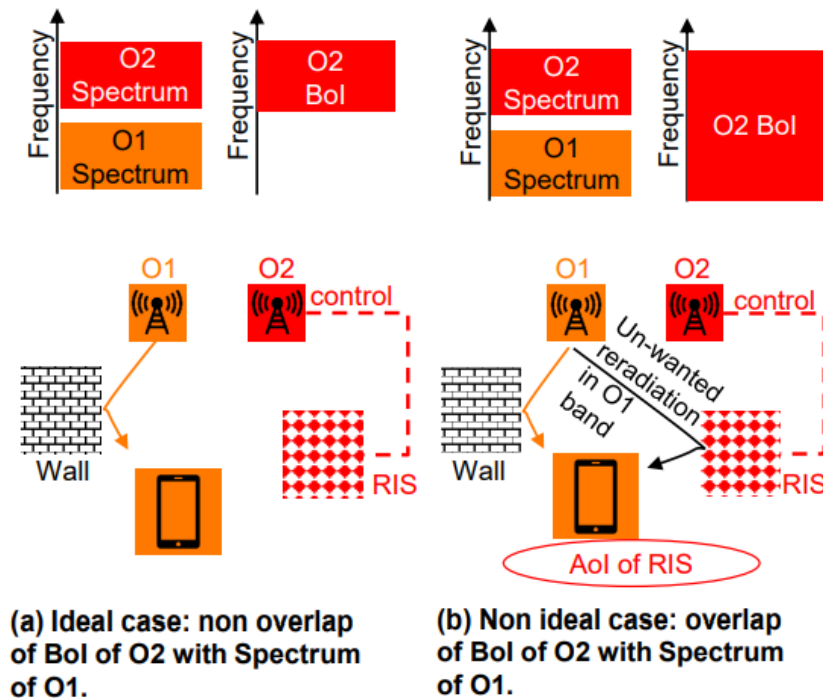 Frequency
O2
Spectrum
O1
Spectrum
Frequency
O2
BoI
O1
O2
control
Wall
RIS
(a) Ideal case: non overlap
of BoI of O2 with Spectrum
of O1.
Frequency
O2
Spectrum
O1
Spectrum
Frequency
O2 BoI
O1
O2
control
Un-wanted
reradiation
in O1
band
Wall
RIS
AoI of RIS
(b) Non ideal case: overlap
of BoI of O2 with Spectrum
of O1.